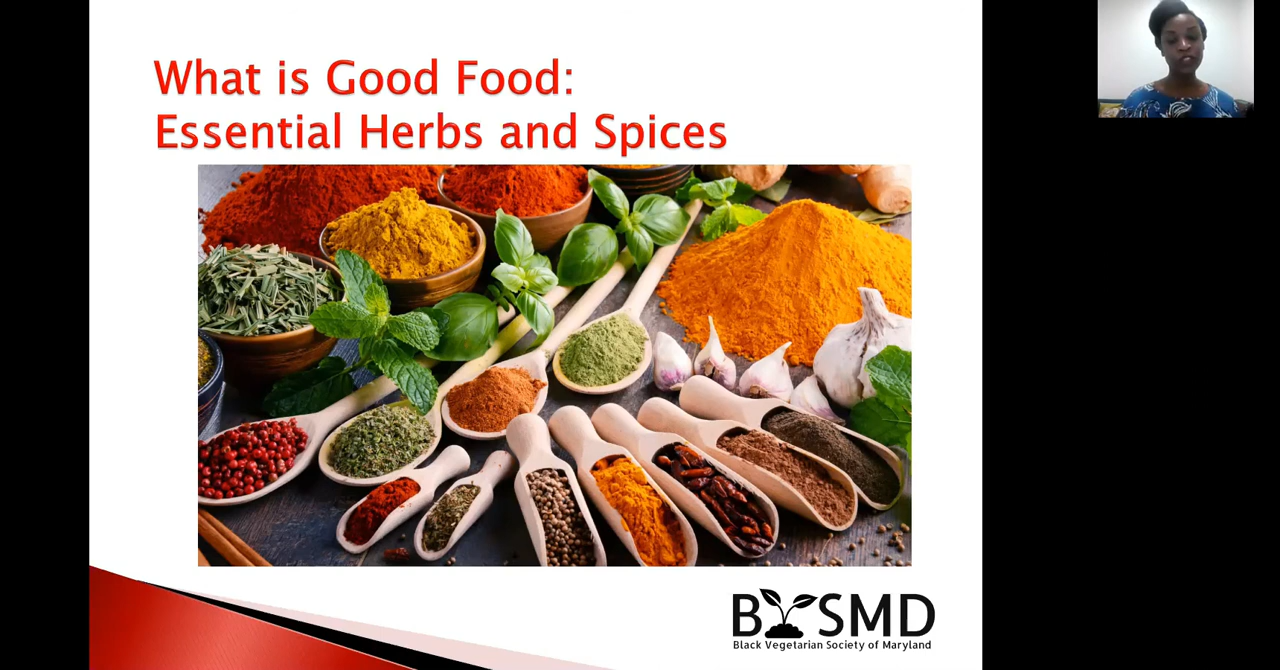 What is Good Food:
Essential Herbs and Spices
BVSMD
Black Vegetarian Society of Maryland